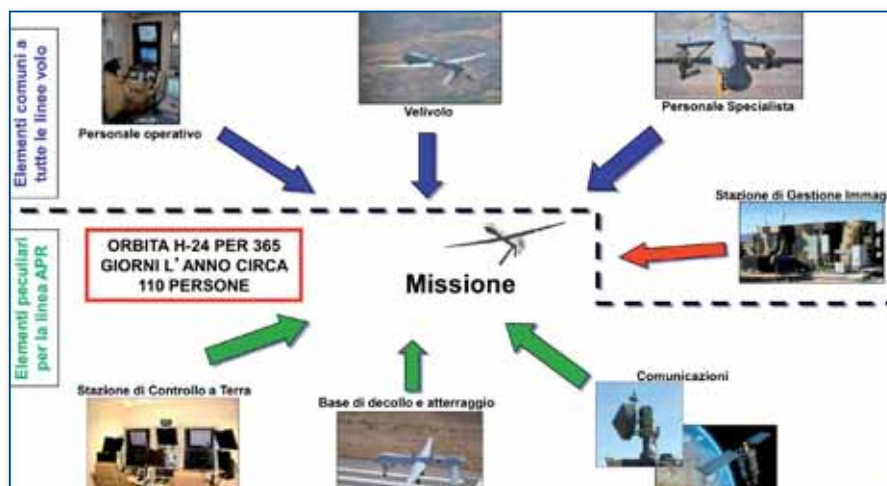 Elementi comuni a
tutte le linee volo
Personale operativo
Velivolo
Personale Specialista
Stazione di Gestione Immag
Elementi peculiari
per la linea APR
ORBITA H-24 PER 365
GIORNI L'ANNO CIRCA
110 PERSONE
Missione
Stazione di Controllo a Terra
Base di decollo e atterraggio
Comunicazioni